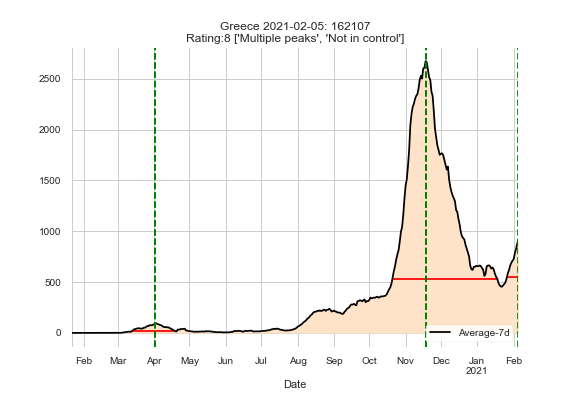 Greece 2021-02-05: 162107
Rating:8 ['Multiple peaks', 'Not in control']
2500
2000
1500
1000
500
0
Average-7d
Feb Mar Apr May Jun Jul Aug Sep Oct Nov Dec Jan Feb
2021
Date